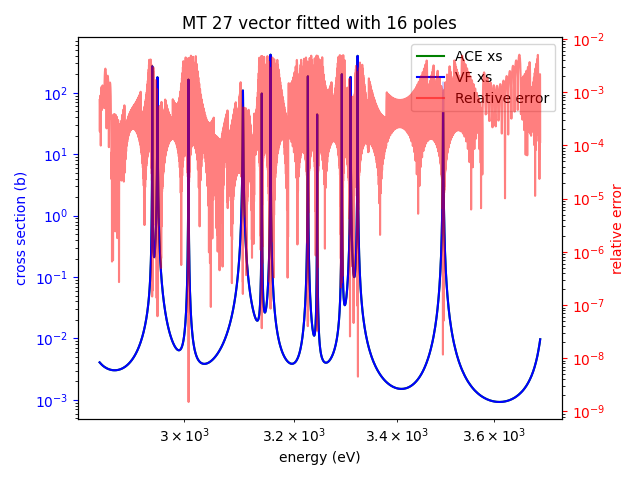 MT 27 vector fitted with 16 poles
ACE xs
VF xs
Relative error
cross section (b)
10²
10¹
10⁰
10⁻¹
10⁻²
10⁻³
10⁻²
10⁻³
10⁻⁴
10⁻⁵
10⁻⁶
10⁻⁷
10⁻⁸
10⁻⁹
relative error
3 × 10³
3.2 × 10³
3.4 × 10³
3.6 × 10³
energy (eV)